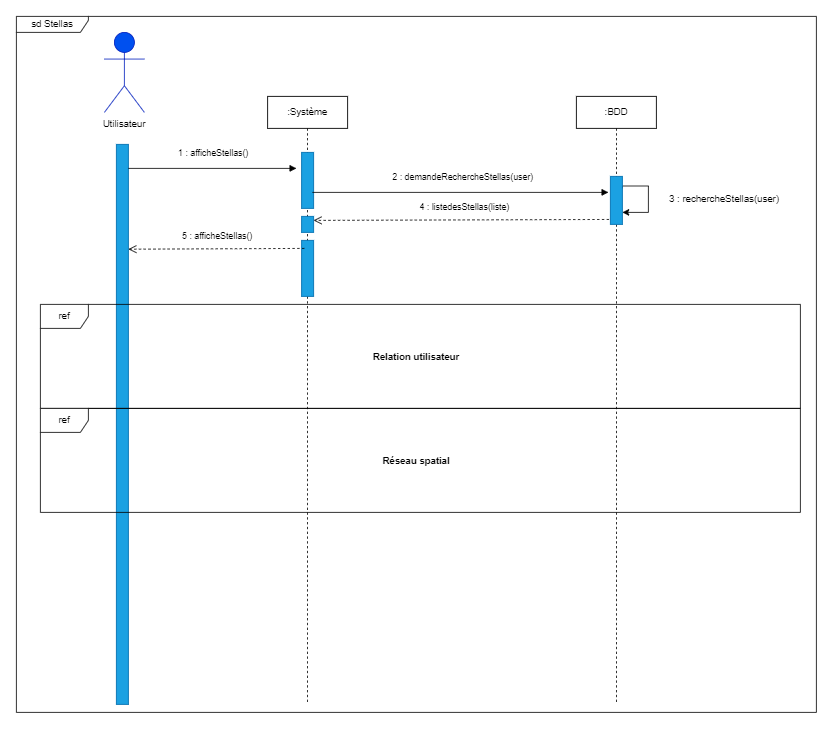 sd Stellas
Utilisateur
:Système
:BDD
1 : afficheStellas()
2 : demandeRechercheStellas(user)
3 : rechercheStellas(user)
4 : listedesStellas(liste)
5 : afficheStellas()
ref
Relation utilisateur
ref
Réseau spatial